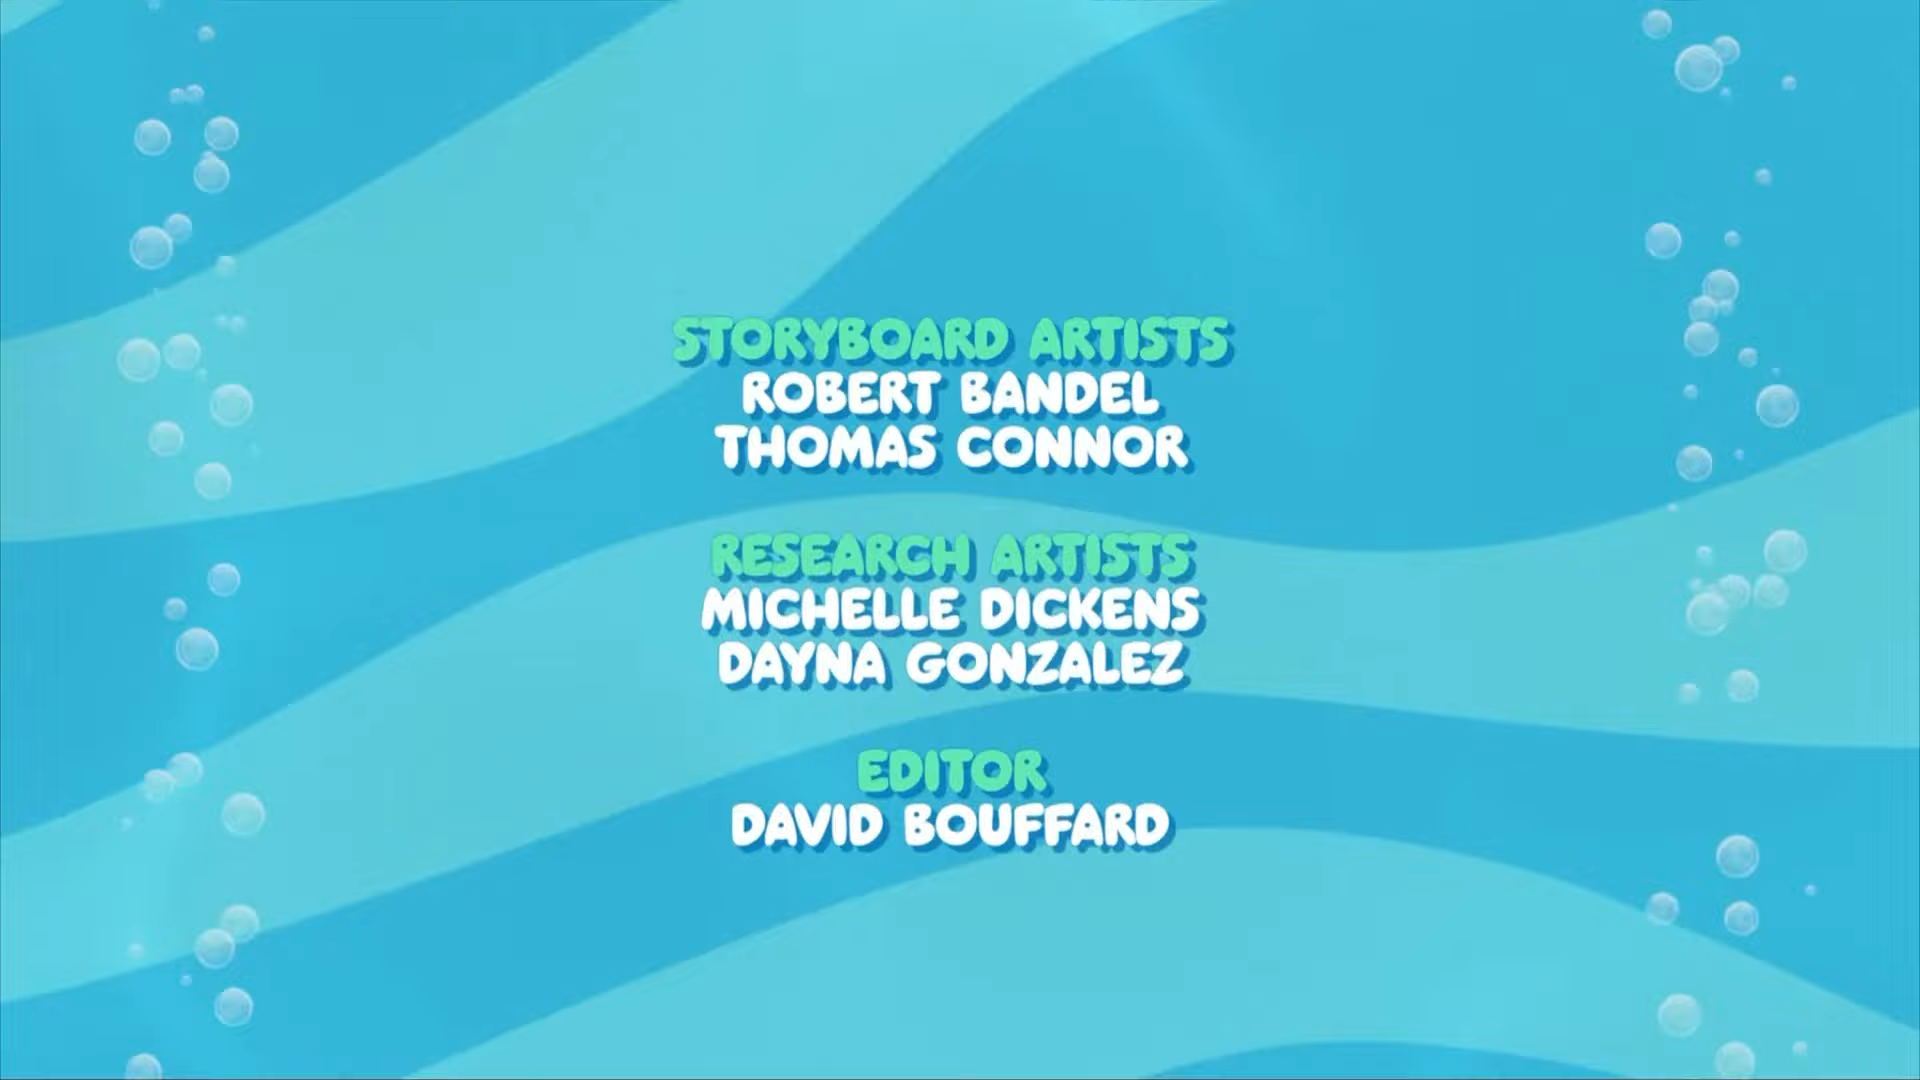 STORYBOARD ARTISTS
ROBERT BANDEL
THOMAS CONNOR
RESEARCH ARTISTS
MICHELLE DICKENS
DAYNA GONZALEZ
EDITOR
DAVID BOUFFARD